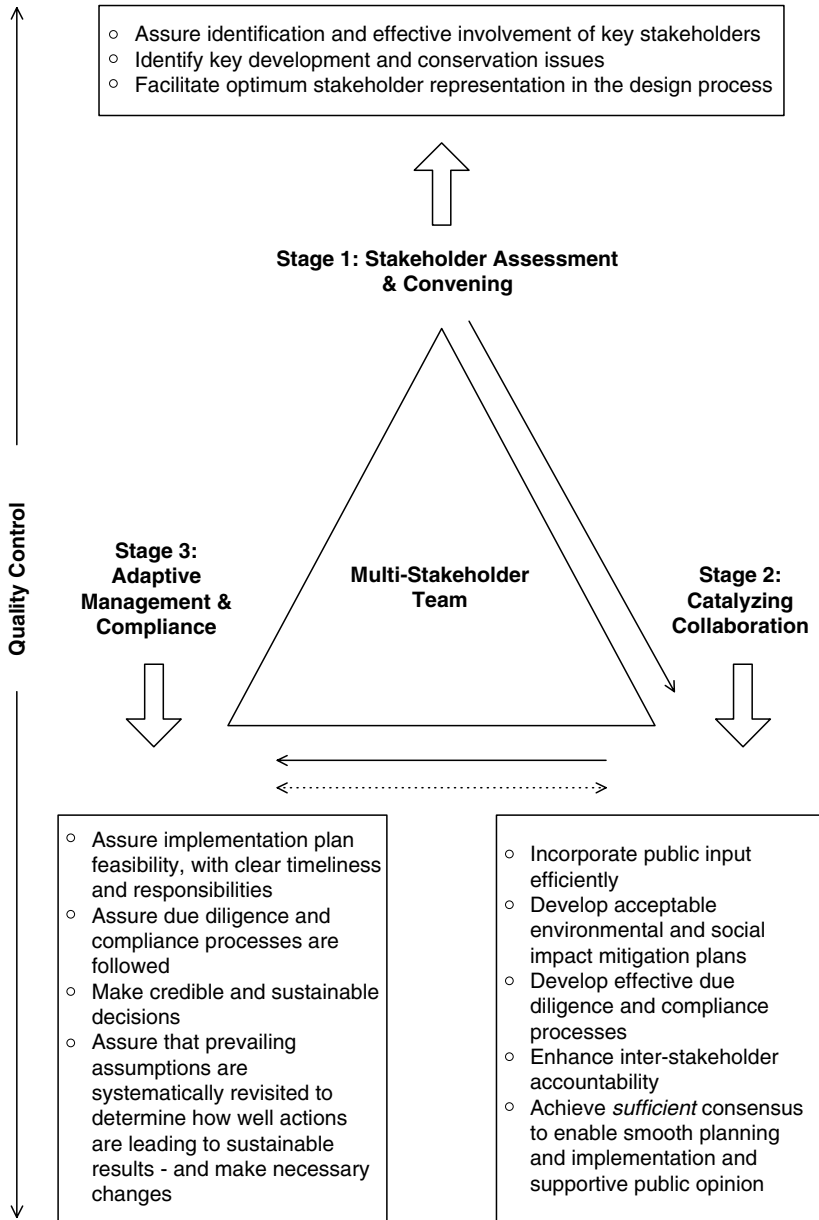 ○ Assure identification and effective involvement of key stakeholders
○ Identify key development and conservation issues
○ Facilitate optimum stakeholder representation in the design process
Stage 1: Stakeholder Assessment
& Convening
Quality Control
Stage 3:
Adaptive
Management &
Compliance
Multi-Stakeholder
Team
Stage 2:
Catalyzing
Collaboration
○ Assure implementation plan
feasibility, with clear timeliness
and responsibilities
○ Assure due diligence and
compliance processes are
followed
○ Make credible and sustainable
decisions
○ Assure that prevailing
assumptions are
systematically revisited to
determine how well actions
are leading to sustainable
results - and make necessary
changes
○ Incorporate public input
efficiently
○ Develop acceptable
environmental and social
impact mitigation plans
○ Develop effective due
diligence and compliance
processes
○ Enhance inter-stakeholder
accountability
○ Achieve sufficient consensus
to enable smooth planning
and implementation and
supportive public opinion